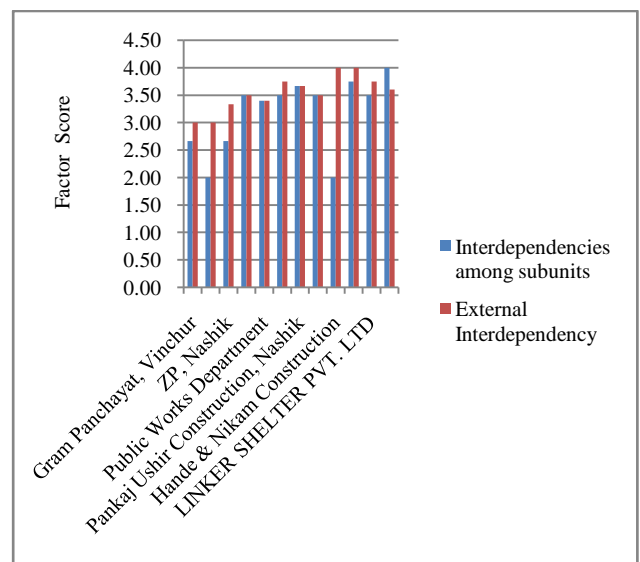 4.50
4.00
3.50
3.00
2.50
2.00
1.50
1.00
0.50
0.00
Factor Score
Gram Panchayat, Vinchur
ZP, Nashik
Public Works Department
Pankaj Ushir Construction, Nashik
Hande & Nikam Construction
LINKER SHELTER PVT. LTD
Interdependencies
among subunits
External
Interdependency